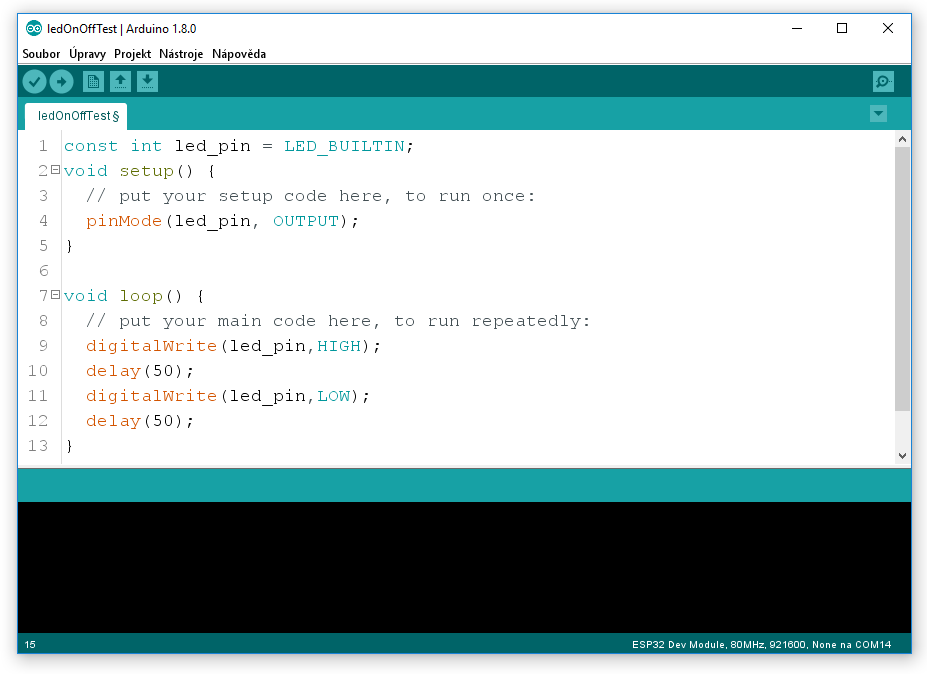 ledOnOffTest | Arduino 1.8.0
Soubor Úpravy Projekt Nástroje Nápověda
ledOnOffTest §
1 const int led_pin = LED_BUILTIN;
2 void setup() {
3 // put your setup code here, to run once:
4 pinMode(led_pin, OUTPUT);
5 }
6
7 void loop() {
8 // put your main code here, to run repeatedly:
9 digitalWrite(led_pin,HIGH);
10 delay(50);
11 digitalWrite(led_pin,LOW);
12 delay(50);
13 }
15 ESP32 Dev Module, 80MHz, 921600, None na COM14